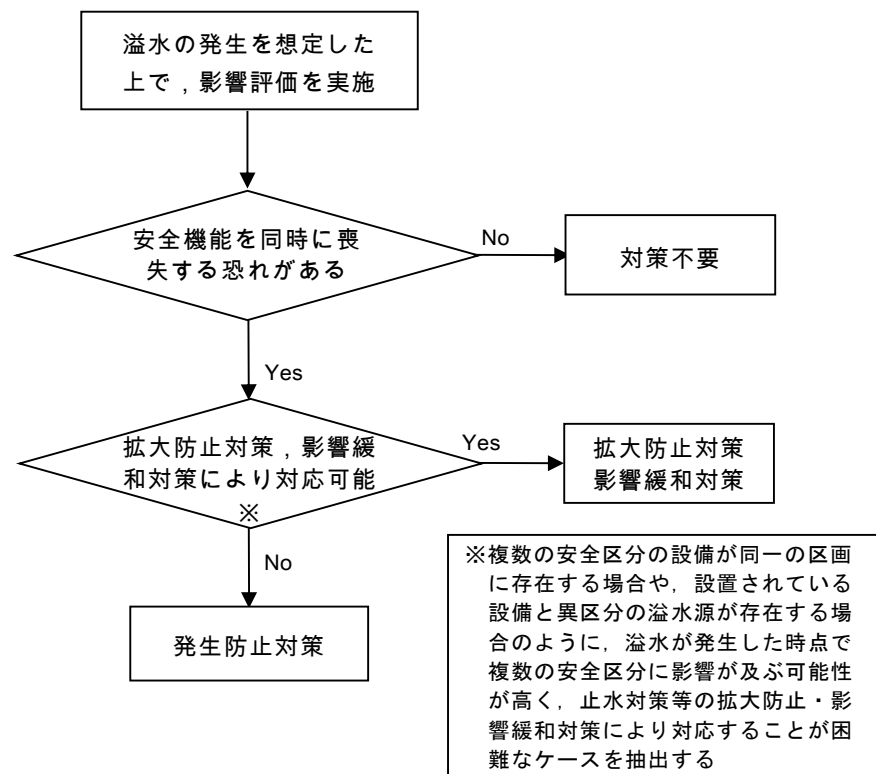 溢水の発生を想定した
上で，影響評価を実施
安全機能を同時に喪
失する恐れがある
No
対策不要
Yes
拡大防止対策，影響緩
和対策により対応可能
※
Yes
拡大防止対策
影響緩和対策
No
発生防止対策
※複数の安全区分の設備が同一の区画
に存在する場合や，設置されている
設備と異区分の溢水源が存在する場
合のように，溢水が発生した時点で
複数の安全区分に影響が及ぶ可能性
が高く，止水対策等の拡大防止・影
響緩和対策により対応することが困
難なケースを抽出する